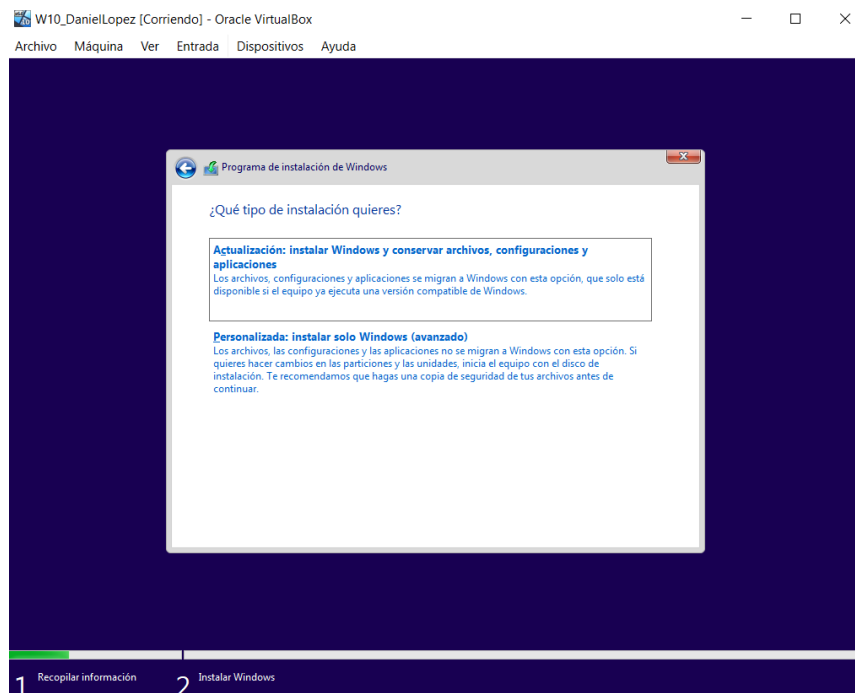 W10_DanielLopez [Corriendo] - Oracle VirtualBox
Archivo Máquina Ver Entrada Dispositivos Ayuda
Programa de instalación de Windows
¿Qué tipo de instalación quieres?
Actualización: instalar Windows y conservar archivos, configuraciones y
aplicaciones
Los archivos, configuraciones y aplicaciones se migran a Windows con esta opción, que solo está
disponible si el equipo ya ejecuta una versión compatible de Windows.
Personalizada: instalar solo Windows (avanzado)
Los archivos, las configuraciones y las aplicaciones no se migran a Windows con esta opción. Si
quieres hacer cambios en las particiones y las unidades, inicia el equipo con el disco de
instalación. Te recomendamos que hagas una copia de seguridad de tus archivos antes de
continuar.
1 Recopilar información 2 Instalar Windows